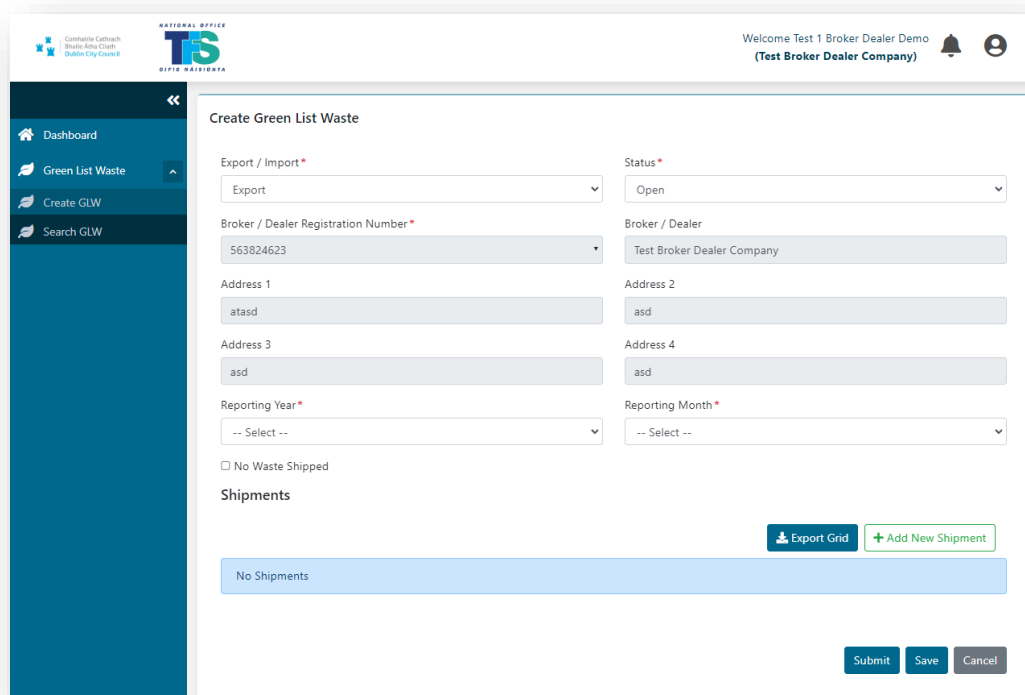 Comhairle Cathrach
Bhaile Átha Cliath
Dublin City Council
NATIONAL OFFICE
TFS
OIFIG NÁISIÚNTA
Welcome Test 1 Broker Dealer Demo
(Test Broker Dealer Company)
Dashboard
Green List Waste
Create GLW
Search GLW
Create Green List Waste
Export / Import*
Status*
Export
Open
Broker / Dealer Registration Number*
Broker / Dealer
563824623
Test Broker Dealer Company
Address 1
Address 2
atasd
asd
Address 3
Address 4
asd
asd
Reporting Year*
Reporting Month*
-- Select --
-- Select --
No Waste Shipped
Shipments
Export Grid
+ Add New Shipment
No Shipments
Submit
Save
Cancel